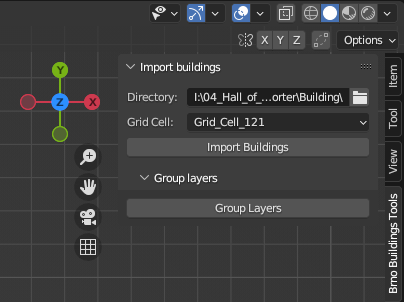 X Y Z Options
Y
X
Z
Import buildings
Directory: I:\04_Hall_of_...orter\Building\
Grid Cell: Grid_Cell_121
Import Buildings
Group layers
Group Layers
Item
Tool
View
Brno Buildings Tools